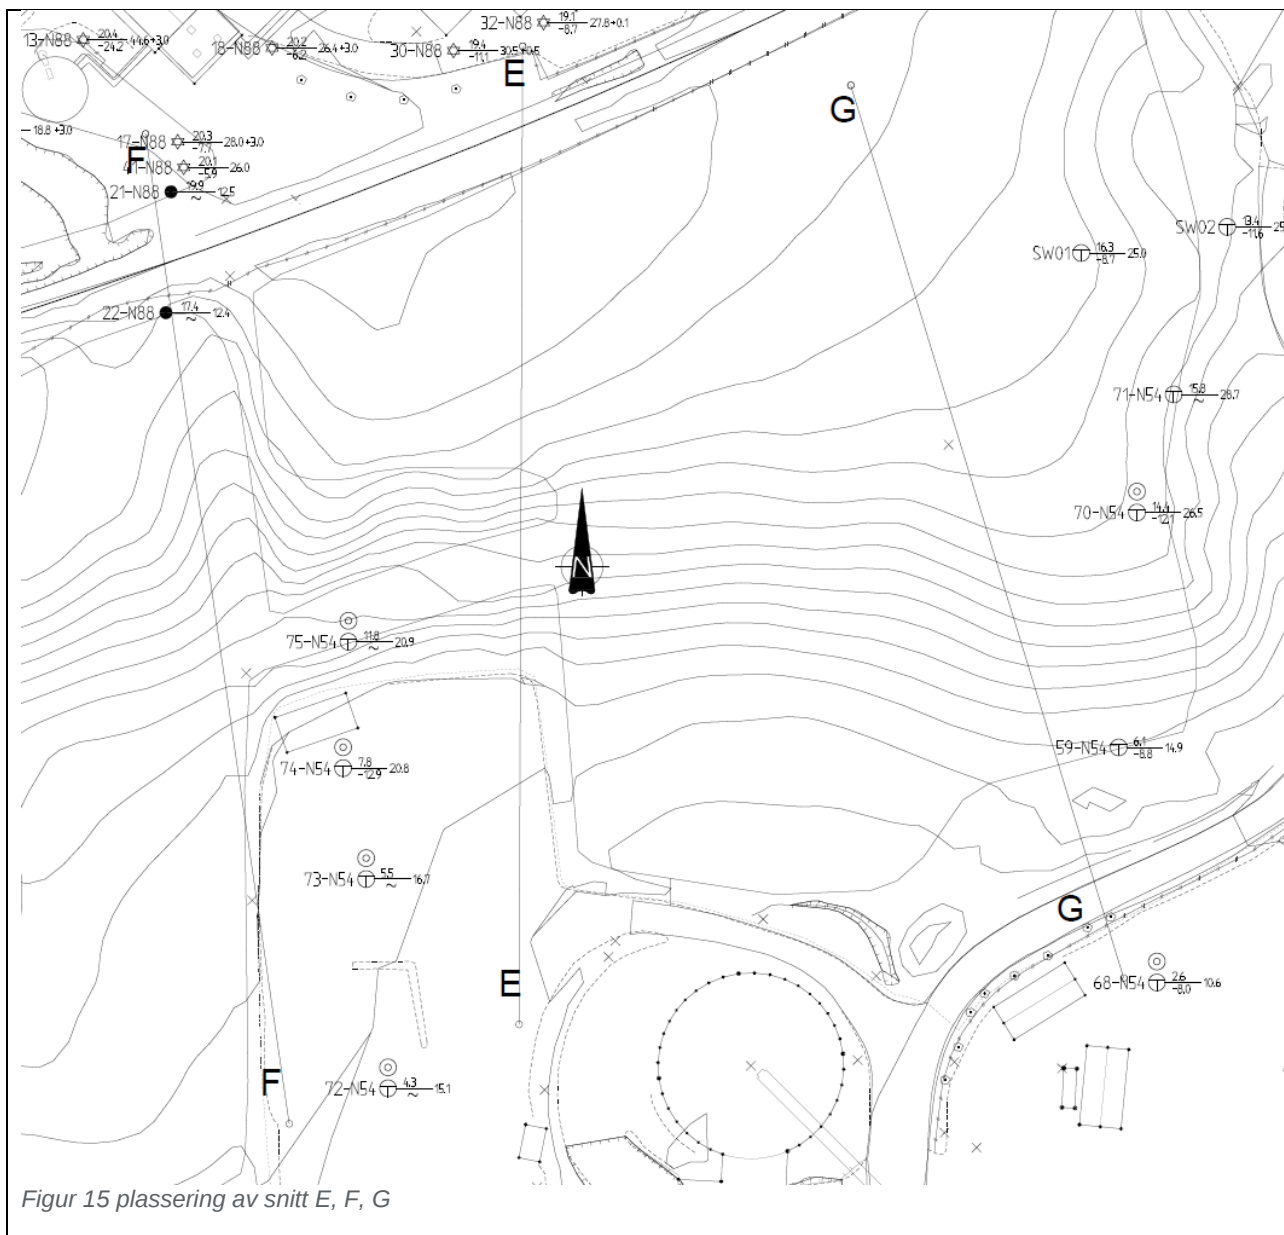 32-N88 19.1 -8.7 27.8+0.1
13-N88 20.4 -24.2 44.6+3.0
18-N88 20.2 -6.2 26.4+3.0
30-N88 19.4 -11.1
E
G
18.8 +3.0
17-N88 20.3 -7.7 28.0+3.0
F
41-N88 20.1 -5.9 26.0
21-N88 19.9 ~ 12.5
SW02 13.4 -11.6 25
SW01 16.3 -8.7 25.0
22-N88 17.4 ~ 12.4
71-N54 15.8 ~ 28.7
70-N54 14.4 -12.1 26.5
N
75-N54 11.8 ~ 20.9
59-N54 6.1 -8.8 14.9
74-N54 7.8 -12.9 20.8
73-N54 5.5 ~ 16.7
G
E
68-N54 2.6 -8.0 10.6
F
72-N54 4.3 ~ 15.1
Figur 15 plassering av snitt E, F, G